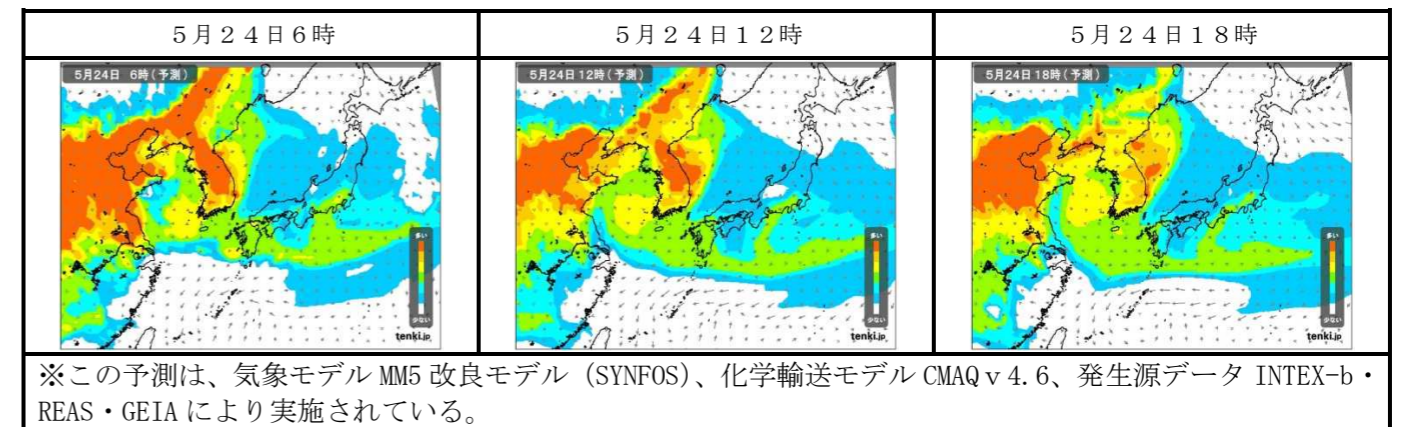 ５月２４日６時
５月２４日１２時
５月２４日１８時
5月24日 6時(予測)
5月24日 12時(予測)
5月24日 18時(予測)
多い
少ない
tenki.jp
多い
少ない
tenki.jp
多い
少ない
tenki.jp
※この予測は、気象モデル MM5 改良モデル（SYNFOS）、化学輸送モデル CMAQｖ4.6、発生源データ INTEX-b・
REAS・GEIA により実施されている。